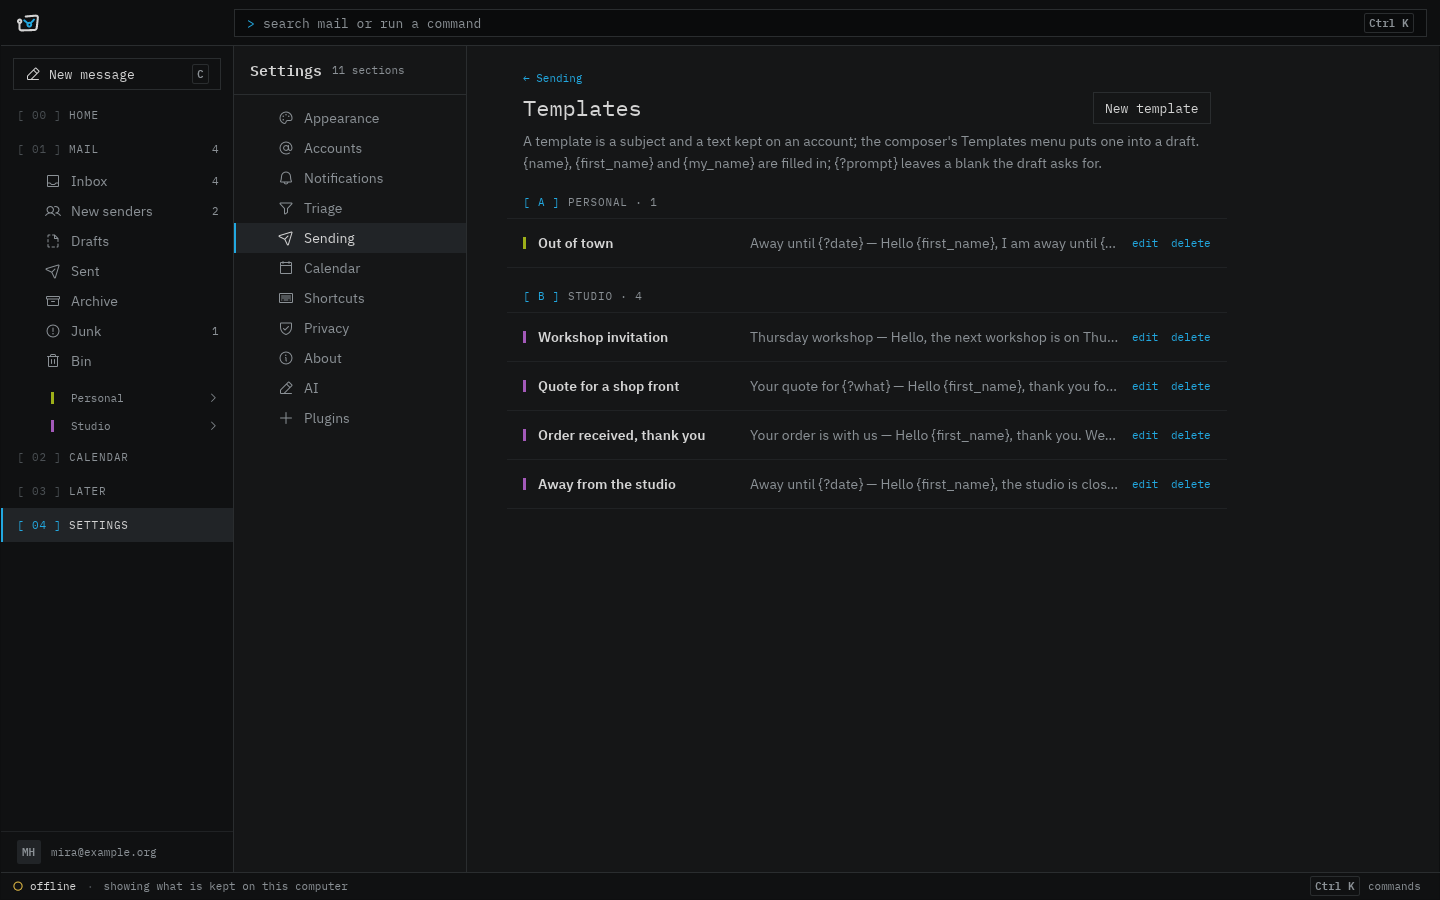 > search mail or run a command Ctrl K
New message C
[ 00 ] HOME
[ 01 ] MAIL 4
Inbox 4
New senders 2
Drafts
Sent
Archive
Junk 1
Bin
Personal
Studio
[ 02 ] CALENDAR
[ 03 ] LATER
[ 04 ] SETTINGS
MH mira@example.org
Settings 11 sections
Appearance
Accounts
Notifications
Triage
Sending
Calendar
Shortcuts
Privacy
About
AI
Plugins
← Sending
Templates
New template
A template is a subject and a text kept on an account; the composer's Templates menu puts one into a draft.
{name}, {first_name} and {my_name} are filled in; {?prompt} leaves a blank the draft asks for.
[ A ] PERSONAL · 1
Out of town Away until {?date} — Hello {first_name}, I am away until {… edit delete
[ B ] STUDIO · 4
Workshop invitation Thursday workshop — Hello, the next workshop is on Thu… edit delete
Quote for a shop front Your quote for {?what} — Hello {first_name}, thank you fo… edit delete
Order received, thank you Your order is with us — Hello {first_name}, thank you. We… edit delete
Away from the studio Away until {?date} — Hello {first_name}, the studio is clos… edit delete
offline · showing what is kept on this computer Ctrl K commands